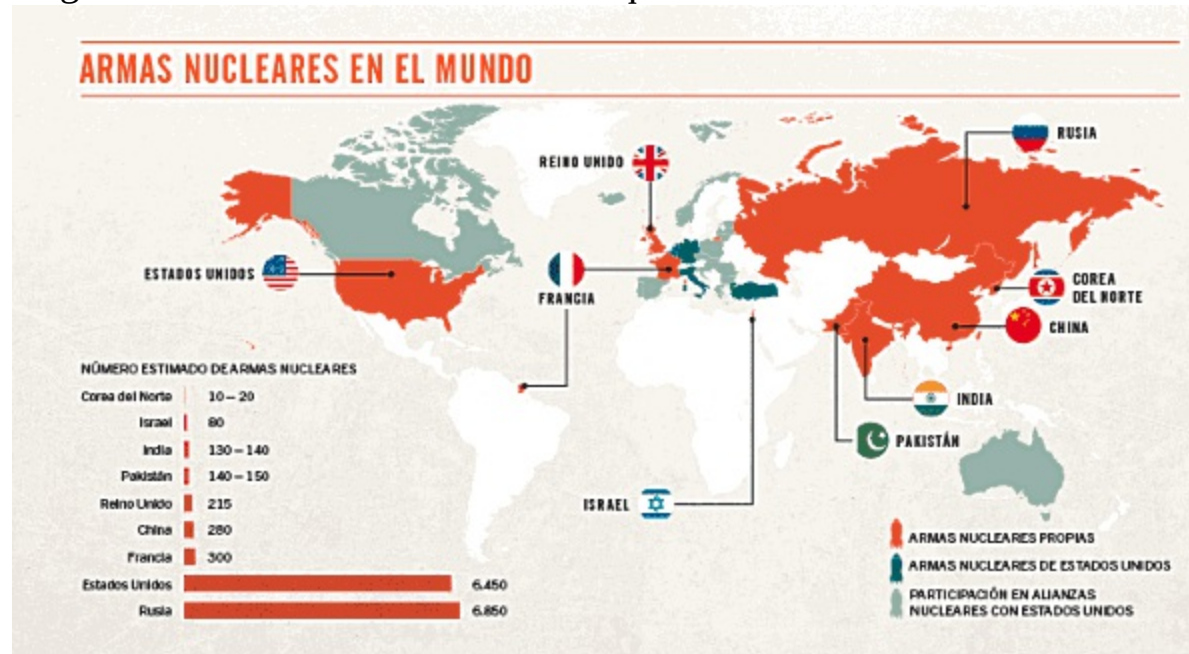 ARMAS NUCLEARES EN EL MUNDO
RUSIA
REINO UNIDO
ESTADOS UNIDOS
FRANCIA
COREA
DEL NORTE
CHINA
INDIA
PAKISTÁN
ISRAEL
NÚMERO ESTIMADO DE ARMAS NUCLEARES
Corea del Norte 10 – 20
Israel 80
India 130 – 140
Pakistán 140 – 150
Reino Unido 215
China 280
Francia 300
Estados Unidos 6.450
Rusia 6.850
ARMAS NUCLEARES PROPIAS
ARMAS NUCLEARES DE ESTADOS UNIDOS
PARTICIPACIÓN EN ALIANZAS
NUCLEARES CON ESTADOS UNIDOS